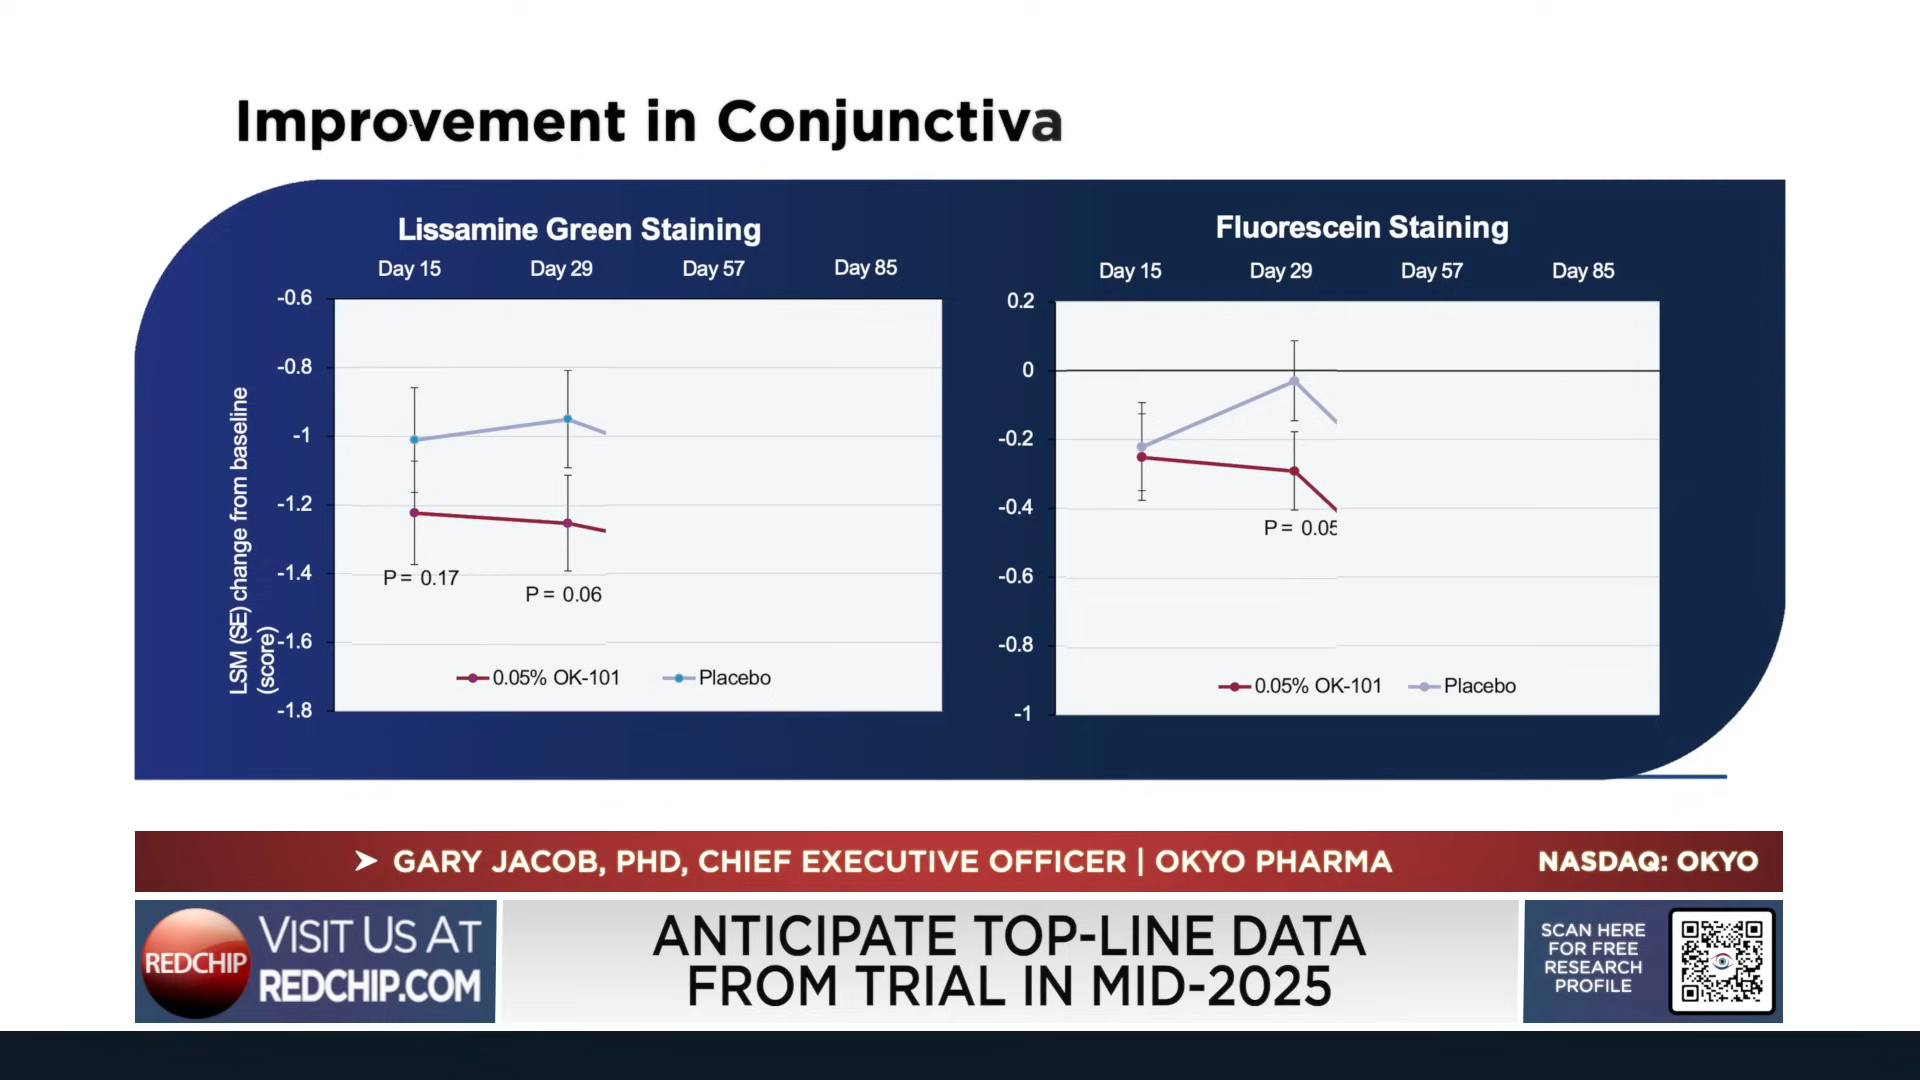 Improvement in Conjunctiva
Lissamine Green Staining
Day 15 Day 29 Day 57 Day 85
-0.6
-0.8
-1
-1.2
-1.4
-1.6
-1.8
LSM (SE) change from baseline
(score)
P = 0.17
P = 0.06
0.05% OK-101 Placebo
Fluorescein Staining
Day 15 Day 29 Day 57 Day 85
0.2
0
-0.2
-0.4
-0.6
-0.8
-1
P = 0.05
0.05% OK-101 Placebo
GARY JACOB, PHD, CHIEF EXECUTIVE OFFICER | OKYO PHARMA
NASDAQ: OKYO
REDCHIP
VISIT US AT
REDCHIP.COM
ANTICIPATE TOP-LINE DATA
FROM TRIAL IN MID-2025
SCAN HERE
FOR FREE
RESEARCH
PROFILE